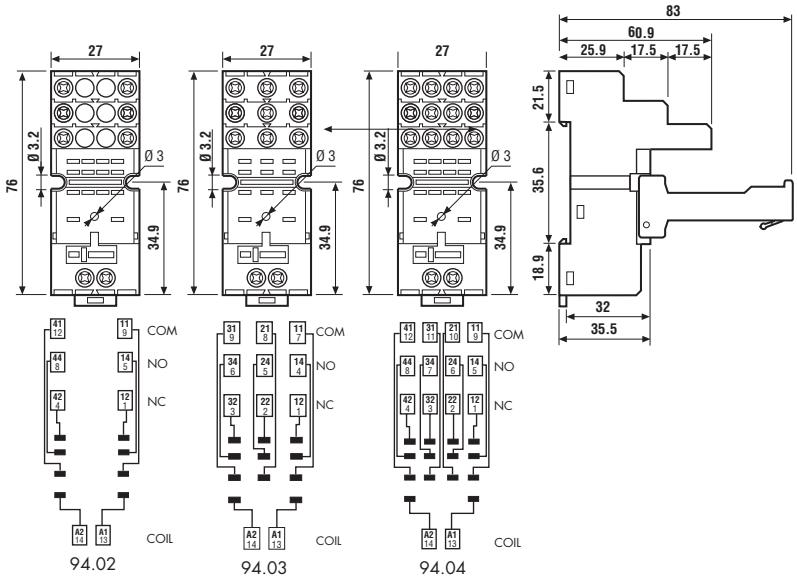 83
60.9
27 27 27 25.9 17.5 17.5
21.5
Ø 3.2 Ø 3.2 Ø 3.2
Ø 3 Ø 3 Ø 3
76 76 76
35.6
34.9 34.9 34.9
18.9
32
35.5
41 12 11 9 COM
44 8 14 5 NO
42 4 12 1 NC
A2 14 A1 13 COIL
94.02
31 9 21 8 11 7 COM
34 6 24 5 14 4 NO
32 3 22 2 12 1 NC
A2 14 A1 13 COIL
94.03
41 12 31 11 21 10 11 9 COM
44 8 34 7 24 6 14 5 NO
42 4 32 3 22 2 12 1 NC
A2 14 A1 13 COIL
94.04